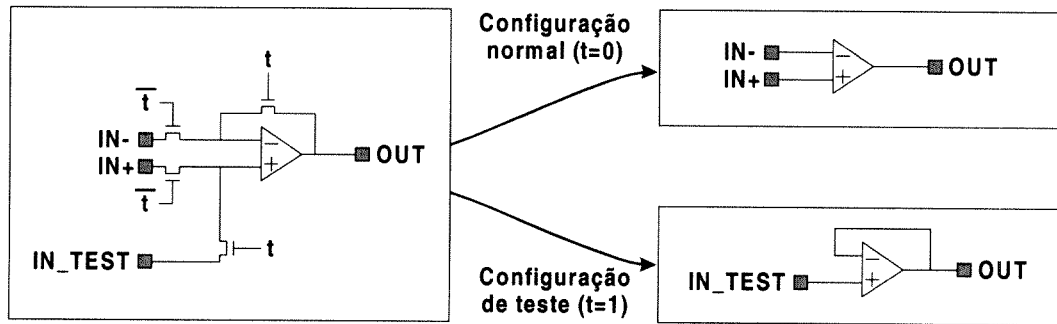 t
t̅
IN-
IN+
t̅
OUT
t
IN_TEST
Configuração
normal (t=0)
IN-
IN+
OUT
Configuração
de teste (t=1)
IN_TEST
OUT